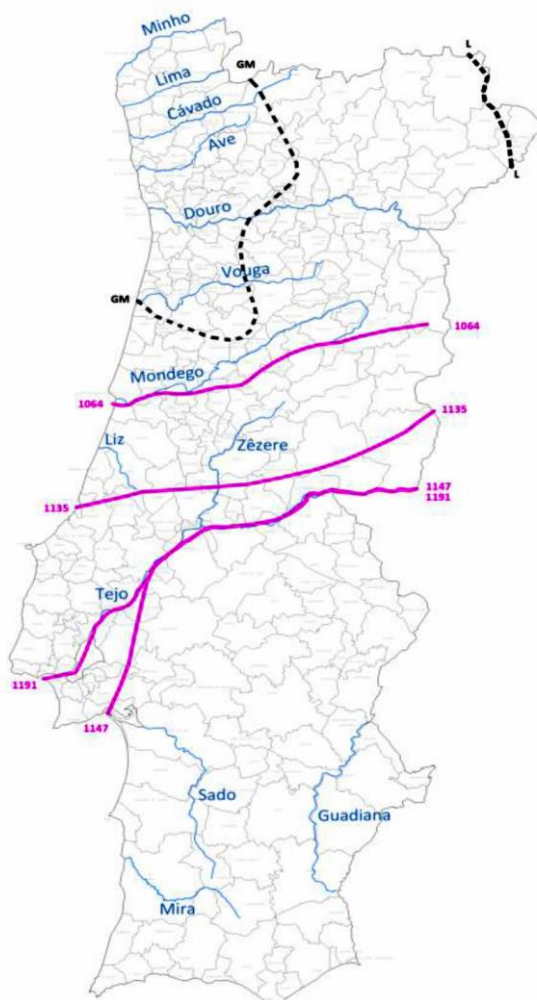 Minho
L
GM
Lima
Cávado
Ave
L
Douro
Vouga
GM
1064
Mondego
1064
1135
Liz
Zêzere
1147
1191
1135
Tejo
1191
1147
Sado
Guadiana
Mira